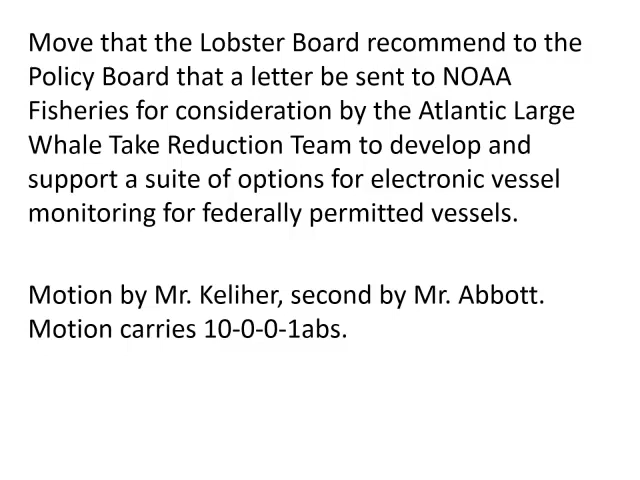 Move that the Lobster Board recommend to the
Policy Board that a letter be sent to NOAA
Fisheries for consideration by the Atlantic Large
Whale Take Reduction Team to develop and
support a suite of options for electronic vessel
monitoring for federally permitted vessels.
Motion by Mr. Keliher, second by Mr. Abbott.
Motion carries 10-0-0-1abs.